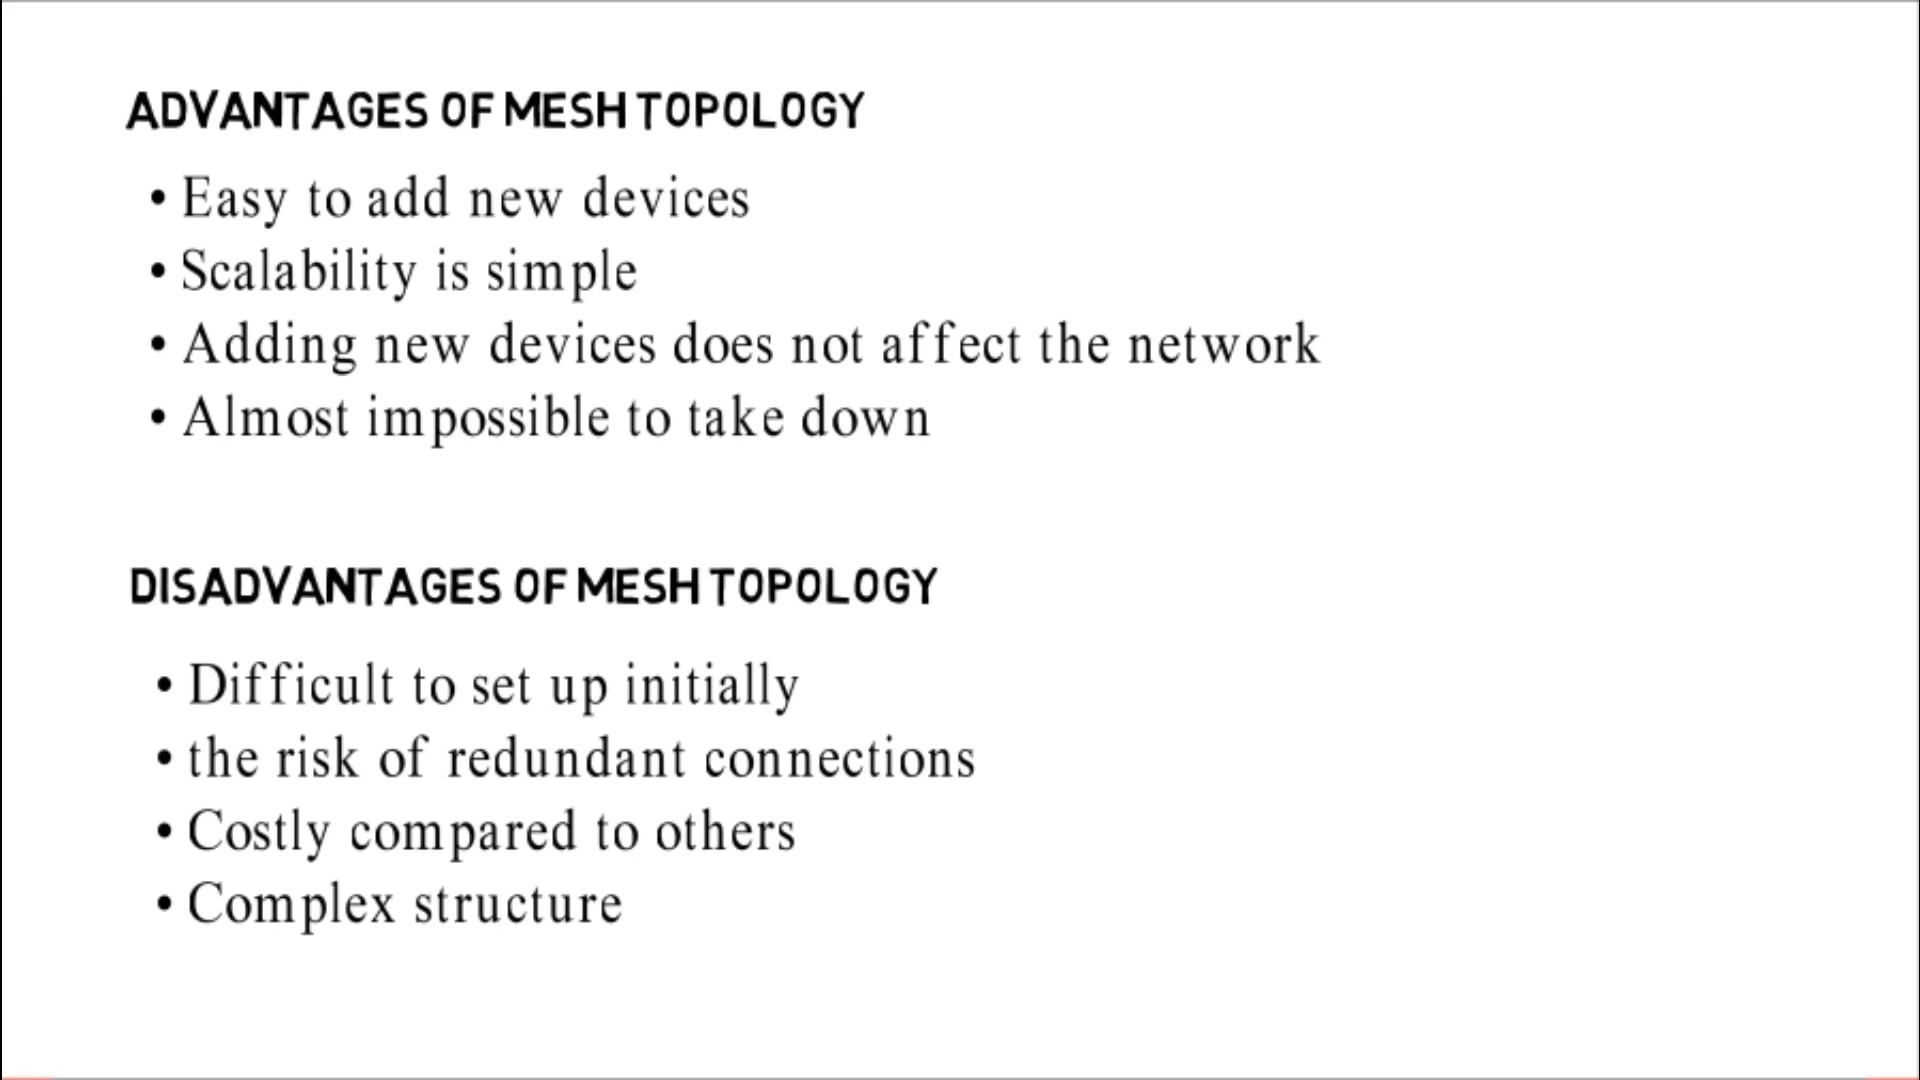 ADVANTAGES OF MESH TOPOLOGY
• Easy to add new devices
• Scalability is simple
• Adding new devices does not affect the network
• Almost impossible to take down
DISADVANTAGES OF MESH TOPOLOGY
• Difficult to set up initially
• the risk of redundant connections
• Costly compared to others
• Complex structure